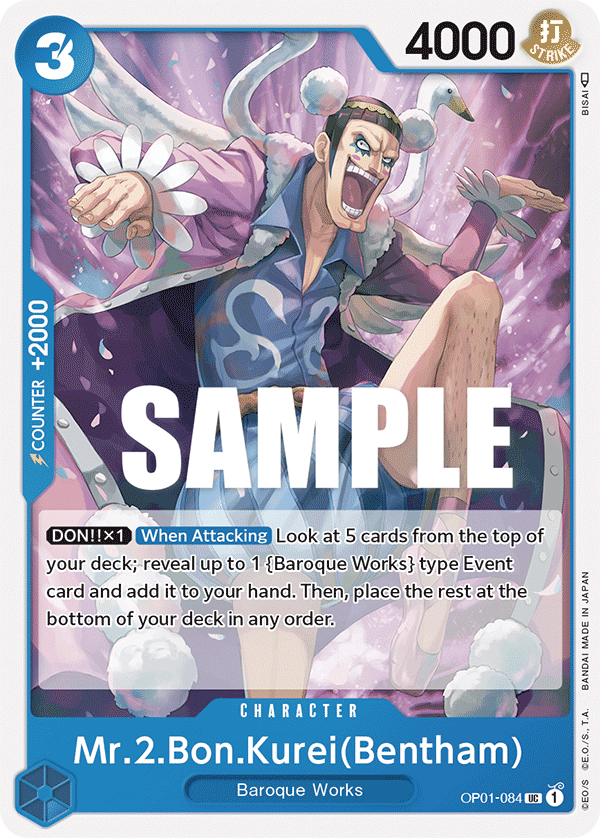 3
4000
打
STRIKE
BISAI
COUNTER +2000
SAMPLE
DON!!×1 When Attacking Look at 5 cards from the top of
your deck; reveal up to 1 {Baroque Works} type Event
card and add it to your hand. Then, place the rest at the
bottom of your deck in any order.
CHARACTER
Mr.2.Bon.Kurei(Bentham)
Baroque Works
OP01-084 UC 1
©E.O/S ©E.O./S., T.A. BANDAI MADE IN JAPAN